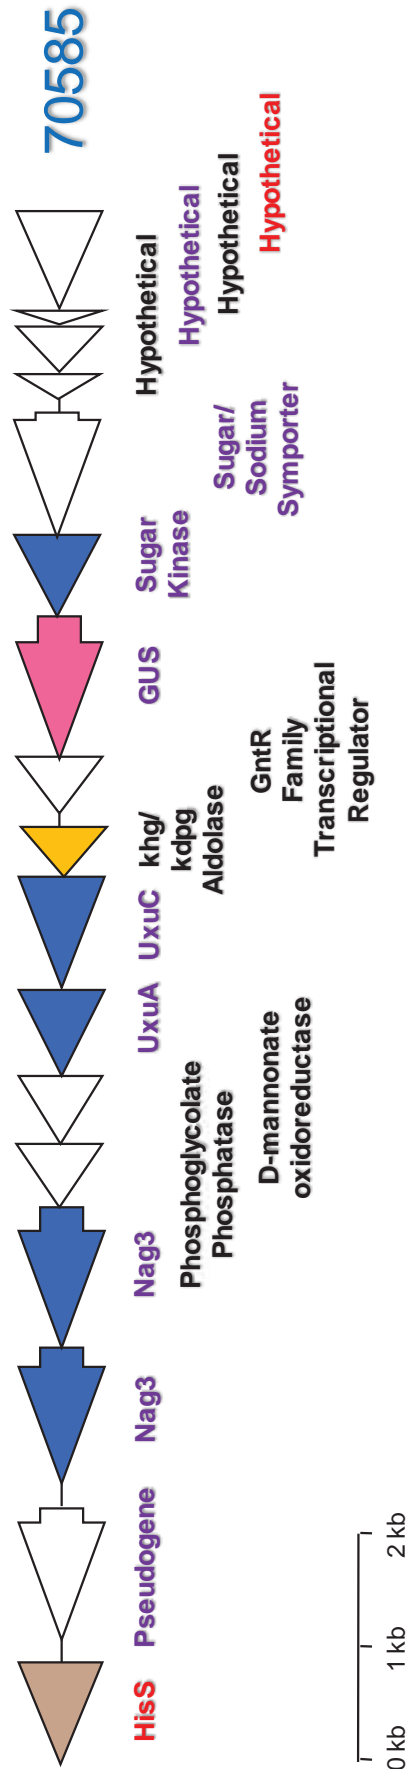 70585
HisS
Pseudogene
Nag3
Nag3
Phosphoglycolate
Phosphatase
D-mannonate
oxidoreductase
UxuA
UxuC
khg/
kdpg
Aldolase
GntR
Family
Transcriptional
Regulator
GUS
Sugar
Kinase
Sugar/
Sodium
Symporter
Hypothetical
Hypothetical
Hypothetical
Hypothetical
0 kb
1 kb
2 kb